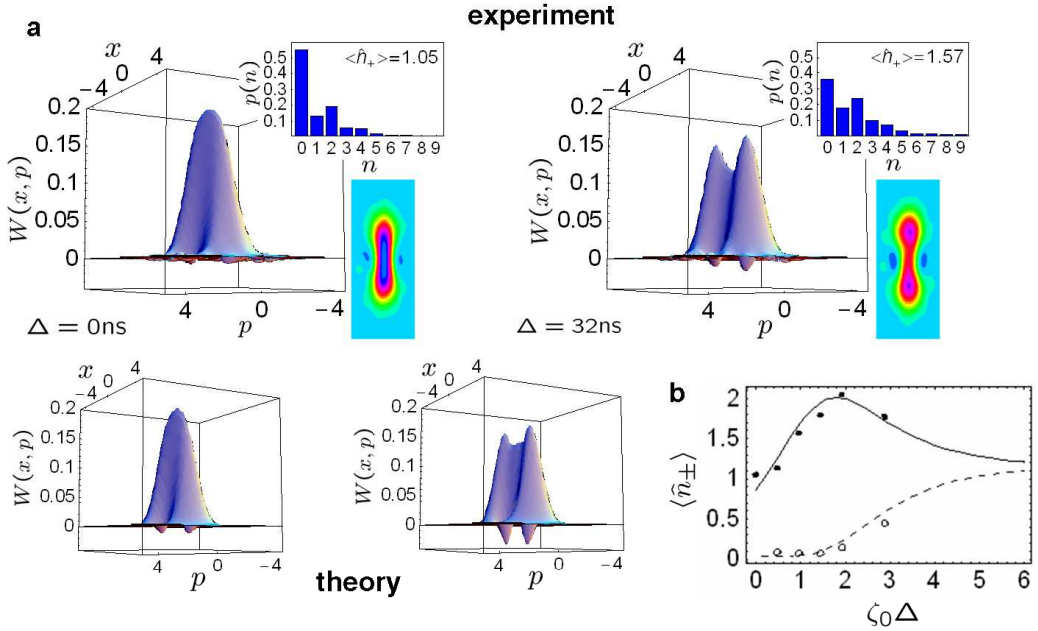 experiment
a
x
4
0
−4
0.2
0.15
0.1
0.05
0
W(x, p)
4
0
−4
p
Δ = 0ns
<n̂₊>=1.05
p(n)
0.5
0.4
0.3
0.2
0.1
0 1 2 3 4 5 6 7 8 9
n
x
4
0
−4
0.2
0.15
0.1
0.05
0
W(x, p)
4
0
−4
p
Δ = 32ns
<n̂₊>=1.57
p(n)
0.5
0.4
0.3
0.2
0.1
0 1 2 3 4 5 6 7 8 9
n
x
4
0
−4
0.2
0.15
0.1
0.05
0
W(x, p)
4
0
−4
p
x
4
0
−4
0.2
0.15
0.1
0.05
0
W(x, p)
4
0
−4
p
theory
b
2
1.5
1
0.5
0
⟨n̂±⟩
0 1 2 3 4 5 6
ζ₀Δ